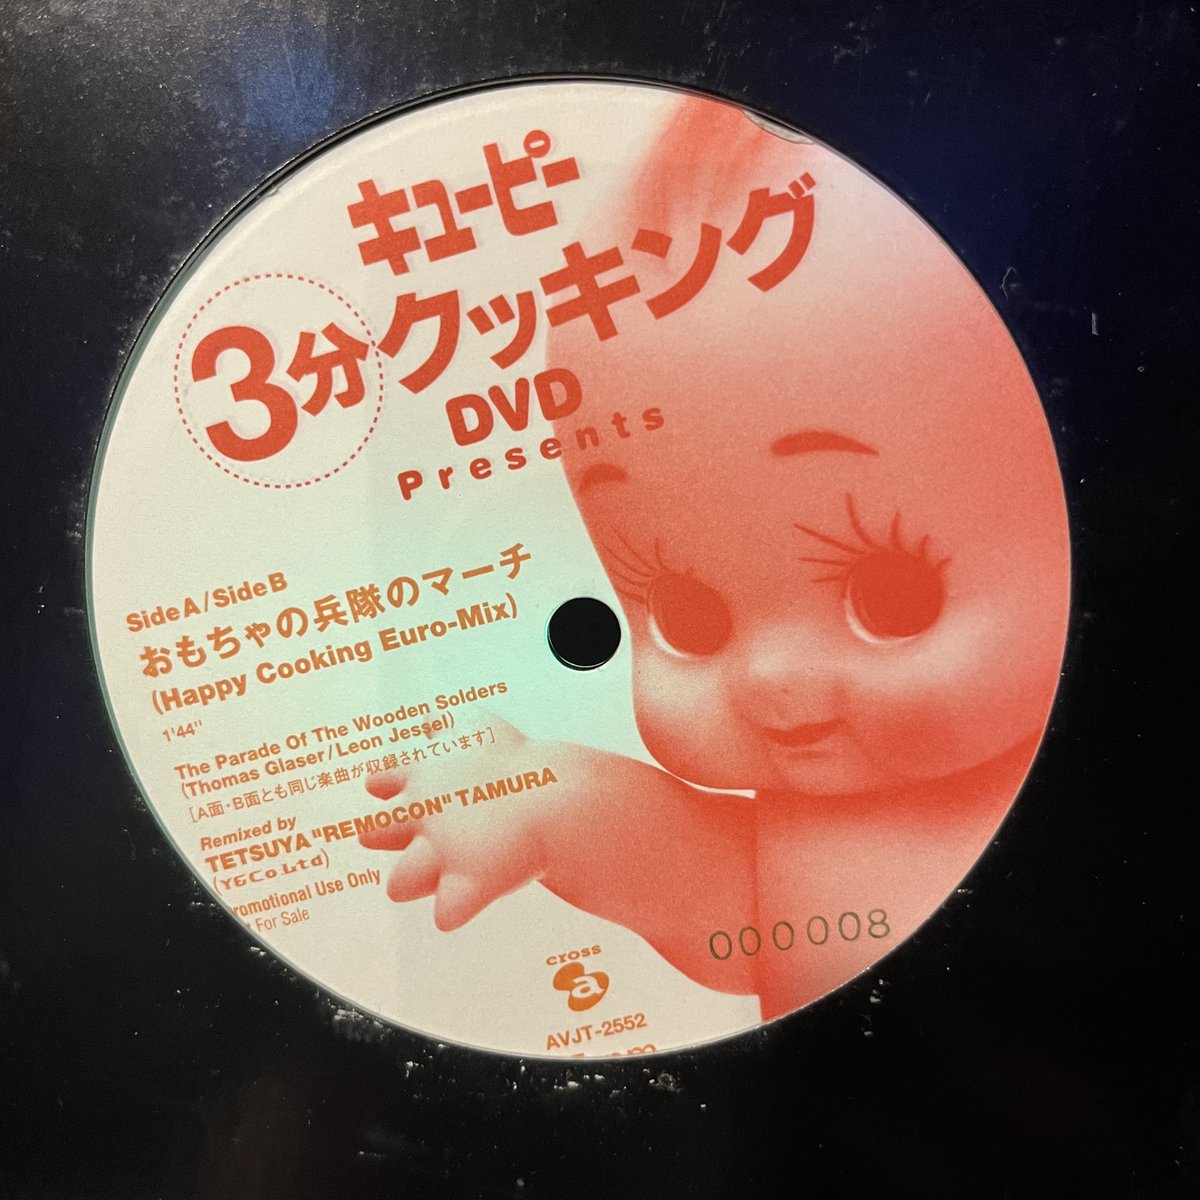 キューピー
3分クッキング
DVD
Presents
Side A / Side B
おもちゃの兵隊のマーチ
(Happy Cooking Euro-Mix)
1'44"
The Parade Of The Wooden Solders
(Thomas Glaser/Leon Jessel)
[A面・B面とも同じ楽曲が収録されています]
Remixed by
TETSUYA "REMOCON" TAMURA
(Y&Co.Ltd)
romotional Use Only
For Sale
000008
cross
a
AVJT-2552